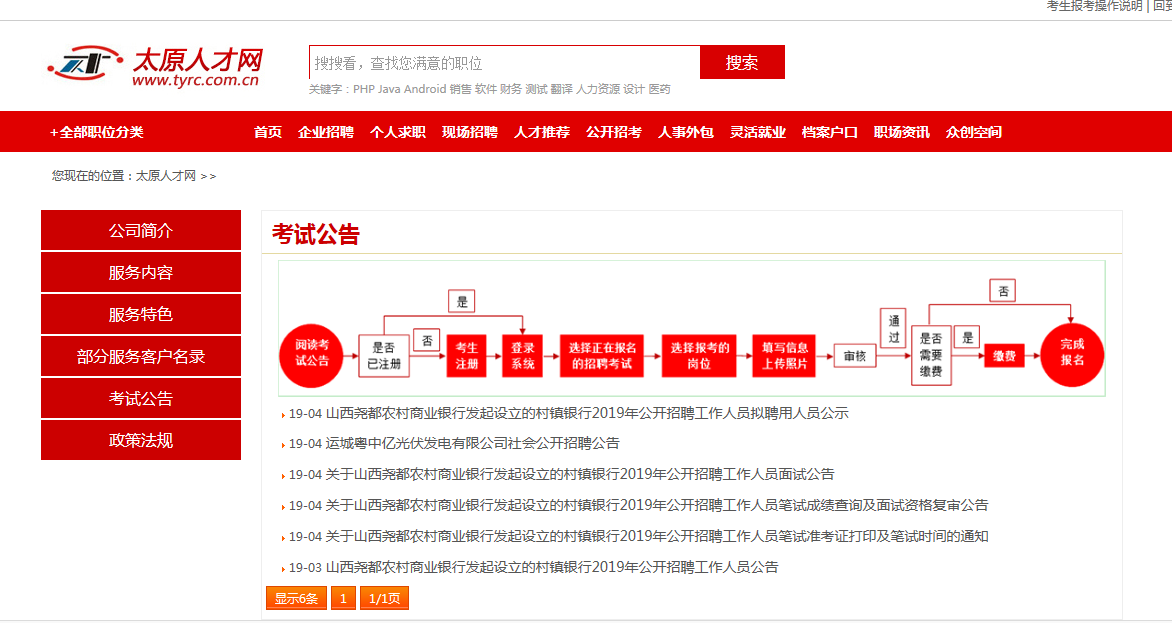 考生报考操作说明 | 回到
太原人才网
www.tyrc.com.cn
搜搜看，查找您满意的职位
搜索
关键字：PHP Java Android 销售 软件 财务 测试 翻译 人力资源 设计 医药
+全部职位分类 首页 企业招聘 个人求职 现场招聘 人才推荐 公开招考 人事外包 灵活就业 档案户口 职场资讯 众创空间
您现在的位置：太原人才网 >>
公司简介
服务内容
服务特色
部分服务客户名录
考试公告
政策法规
考试公告
阅读考
试公告
是否
已注册
是
否
考生
注册
登录
系统
选择正在报名
的招聘考试
选择报考的
岗位
填写信息
上传照片
审核
通
过
是否
需要
缴费
是
否
缴费
完成
报名
19-04 山西尧都农村商业银行发起设立的村镇银行2019年公开招聘工作人员拟聘用人员公示
19-04 运城粤中亿光伏发电有限公司社会公开招聘公告
19-04 关于山西尧都农村商业银行发起设立的村镇银行2019年公开招聘工作人员面试公告
19-04 关于山西尧都农村商业银行发起设立的村镇银行2019年公开招聘工作人员笔试成绩查询及面试资格复审公告
19-04 关于山西尧都农村商业银行发起设立的村镇银行2019年公开招聘工作人员笔试准考证打印及笔试时间的通知
19-03 山西尧都农村商业银行发起设立的村镇银行2019年公开招聘工作人员公告
显示6条 1 1/1页